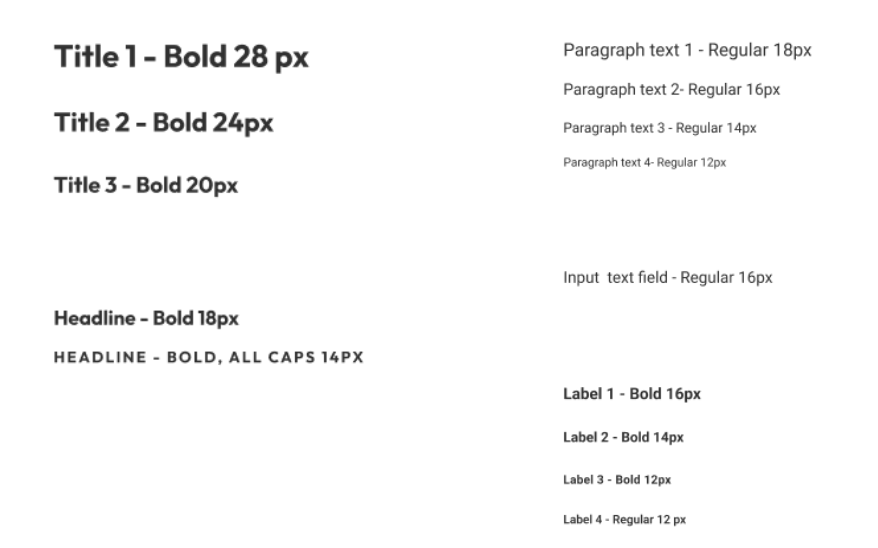 Title 1 - Bold 28 px
Title 2 - Bold 24px
Title 3 - Bold 20px
Headline - Bold 18px
HEADLINE - BOLD, ALL CAPS 14PX
Paragraph text 1 - Regular 18px
Paragraph text 2- Regular 16px
Paragraph text 3 - Regular 14px
Paragraph text 4- Regular 12px
Input  text field - Regular 16px
Label 1 - Bold 16px
Label 2 - Bold 14px
Label 3 - Bold 12px
Label 4 - Regular 12 px